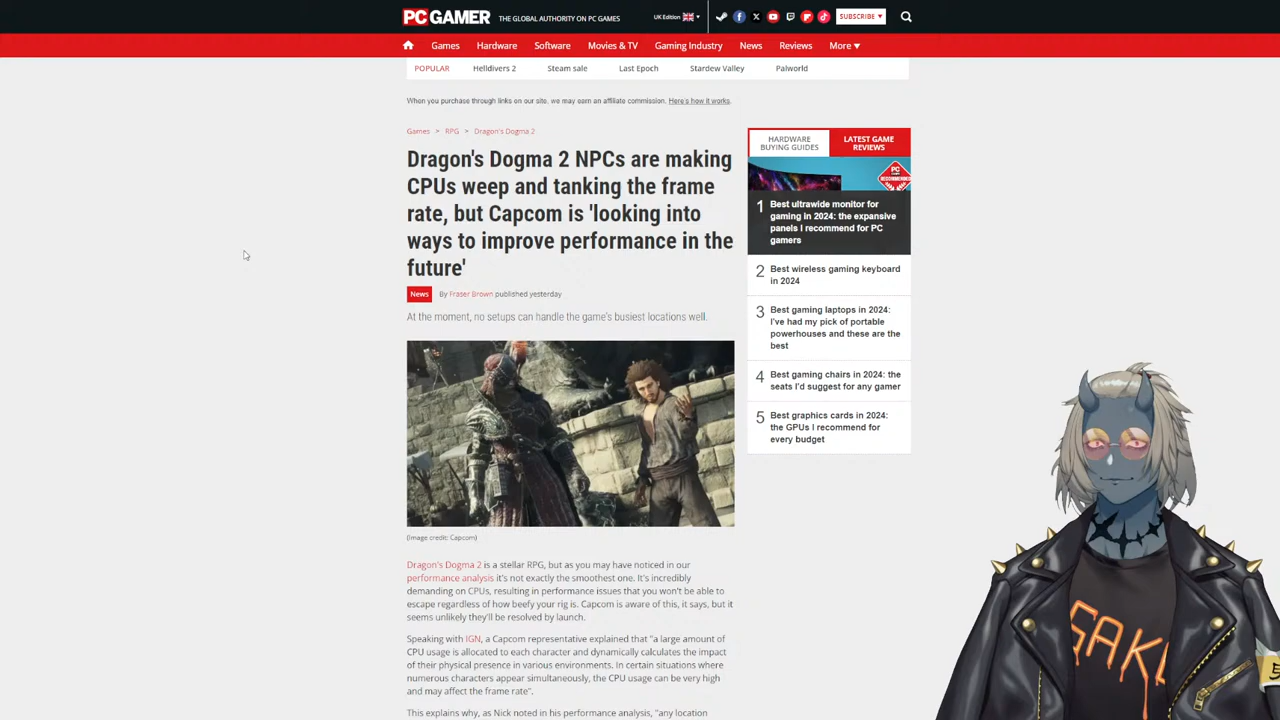 PC GAMER THE GLOBAL AUTHORITY ON PC GAMES UK Edition SUBSCRIBE
Games Hardware Software Movies & TV Gaming Industry News Reviews More
POPULAR Helldivers 2 Steam sale Last Epoch Stardew Valley Palworld
When you purchase through links on our site, we may earn an affiliate commission. Here's how it works.
Games > RPG > Dragon's Dogma 2
Dragon's Dogma 2 NPCs are making
CPUs weep and tanking the frame
rate, but Capcom is 'looking into
ways to improve performance in the
future'
News By Fraser Brown published yesterday
At the moment, no setups can handle the game's busiest locations well.
(Image credit: Capcom)
Dragon's Dogma 2 is a stellar RPG, but as you may have noticed in our
performance analysis it's not exactly the smoothest one. It's incredibly
demanding on CPUs, resulting in performance issues that you won't be able to
escape regardless of how beefy your rig is. Capcom is aware of this, it says, but it
seems unlikely they'll be resolved by launch.
Speaking with IGN, a Capcom representative explained that "a large amount of
CPU usage is allocated to each character and dynamically calculates the impact
of their physical presence in various environments. In certain situations where
numerous characters appear simultaneously, the CPU usage can be very high
and may affect the frame rate".
This explains why, as Nick noted in his performance analysis, "any location
HARDWARE
BUYING GUIDES
LATEST GAME
REVIEWS
RECOMMENDED
1 Best ultrawide monitor for
gaming in 2024: the expansive
panels I recommend for PC
gamers
2 Best wireless gaming keyboard
in 2024
3 Best gaming laptops in 2024:
I've had my pick of portable
powerhouses and these are the
best
4 Best gaming chairs in 2024: the
seats I'd suggest for any gamer
5 Best graphics cards in 2024:
the GPUs I recommend for
every budget